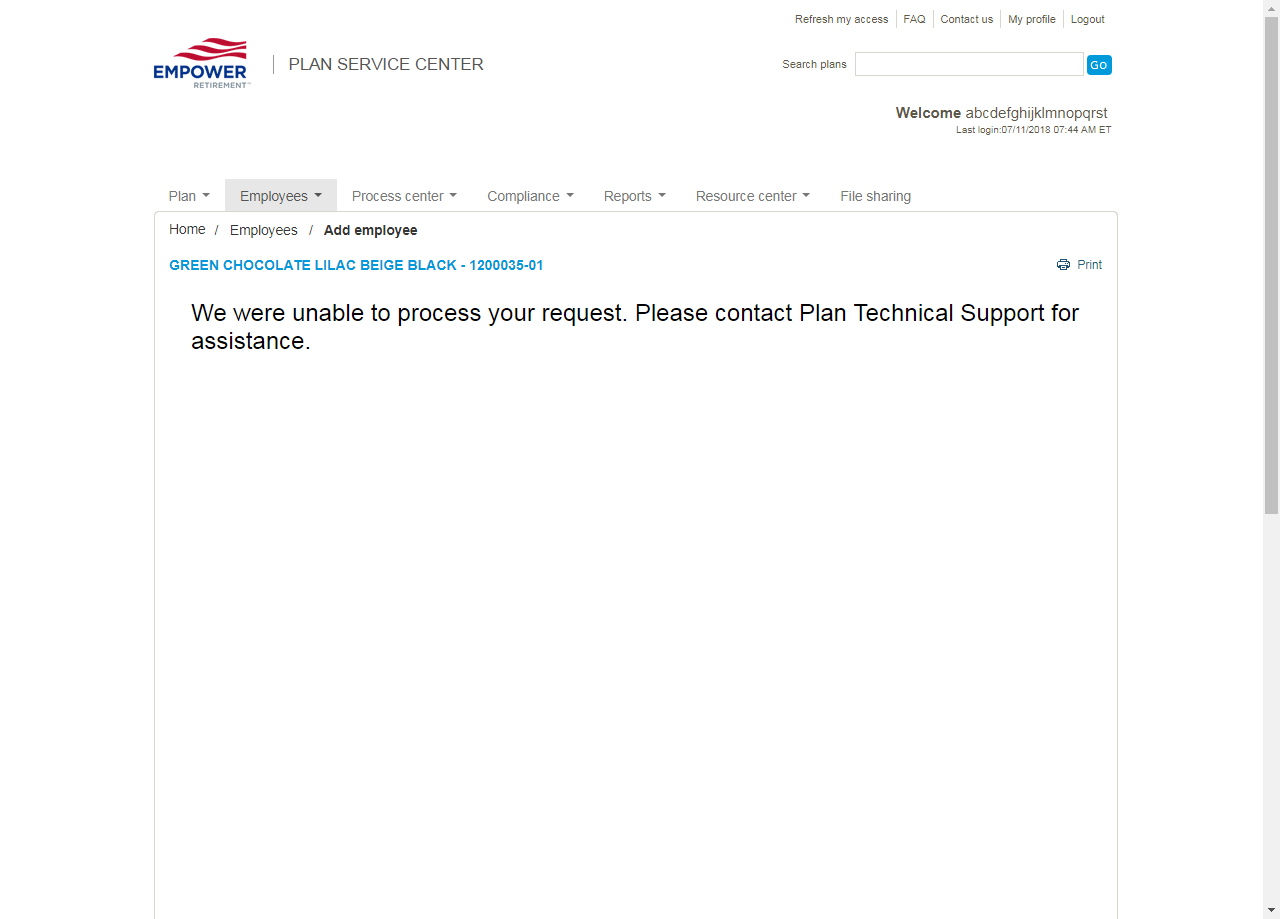 Refresh my access FAQ Contact us My profile Logout
EMPOWER
RETIREMENT™
PLAN SERVICE CENTER
Search plans Go
Welcome abcdefghijklmnopqrst
Last login:07/11/2018 07:44 AM ET
Plan Employees Process center Compliance Reports Resource center File sharing
Home / Employees / Add employee
GREEN CHOCOLATE LILAC BEIGE BLACK - 1200035-01
Print
We were unable to process your request. Please contact Plan Technical Support for
assistance.